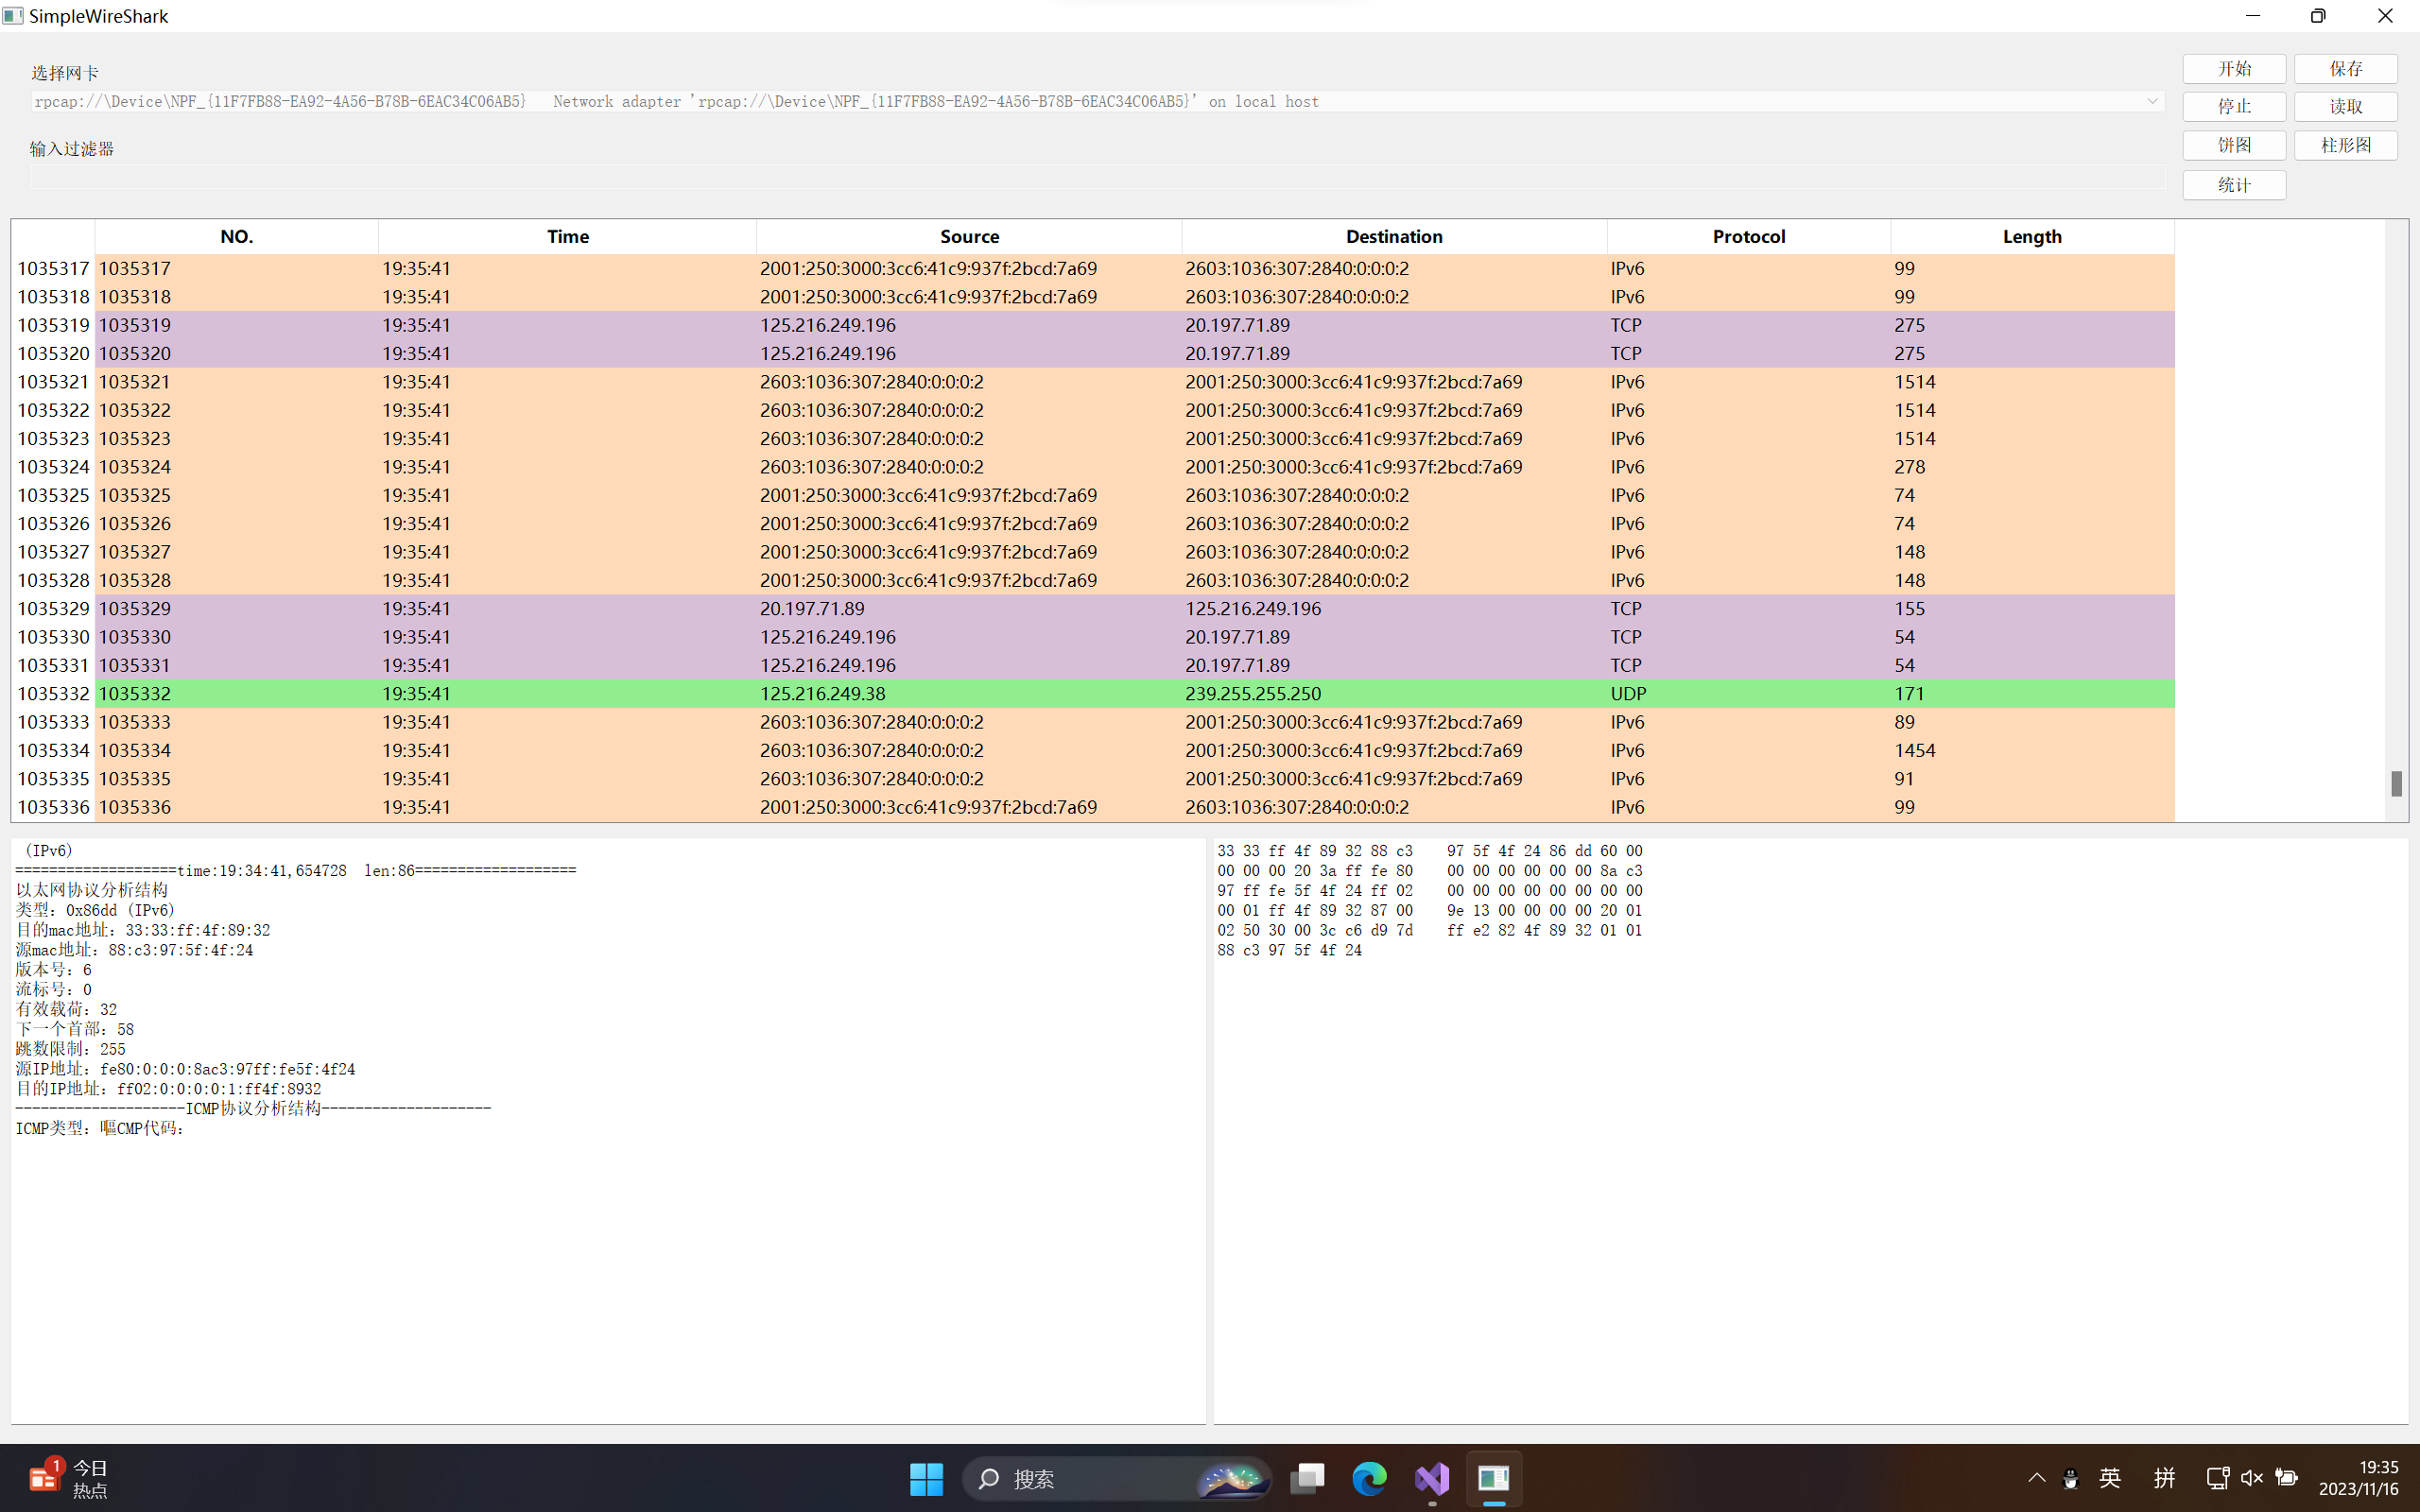 SimpleWireShark
选择网卡
rpcap://\Device\NPF_{11F7FB88-EA92-4A56-B78B-6EAC34C06AB5} Network adapter 'rpcap://\Device\NPF_{11F7FB88-EA92-4A56-B78B-6EAC34C06AB5}' on local host
输入过滤器
开始 保存
停止 读取
饼图 柱形图
统计
NO. Time Source Destination Protocol Length
1035317 1035317 19:35:41 2001:250:3000:3cc6:41c9:937f:2bcd:7a69 2603:1036:307:2840:0:0:0:2 IPv6 99
1035318 1035318 19:35:41 2001:250:3000:3cc6:41c9:937f:2bcd:7a69 2603:1036:307:2840:0:0:0:2 IPv6 99
1035319 1035319 19:35:41 125.216.249.196 20.197.71.89 TCP 275
1035320 1035320 19:35:41 125.216.249.196 20.197.71.89 TCP 275
1035321 1035321 19:35:41 2603:1036:307:2840:0:0:0:2 2001:250:3000:3cc6:41c9:937f:2bcd:7a69 IPv6 1514
1035322 1035322 19:35:41 2603:1036:307:2840:0:0:0:2 2001:250:3000:3cc6:41c9:937f:2bcd:7a69 IPv6 1514
1035323 1035323 19:35:41 2603:1036:307:2840:0:0:0:2 2001:250:3000:3cc6:41c9:937f:2bcd:7a69 IPv6 1514
1035324 1035324 19:35:41 2603:1036:307:2840:0:0:0:2 2001:250:3000:3cc6:41c9:937f:2bcd:7a69 IPv6 278
1035325 1035325 19:35:41 2001:250:3000:3cc6:41c9:937f:2bcd:7a69 2603:1036:307:2840:0:0:0:2 IPv6 74
1035326 1035326 19:35:41 2001:250:3000:3cc6:41c9:937f:2bcd:7a69 2603:1036:307:2840:0:0:0:2 IPv6 74
1035327 1035327 19:35:41 2001:250:3000:3cc6:41c9:937f:2bcd:7a69 2603:1036:307:2840:0:0:0:2 IPv6 148
1035328 1035328 19:35:41 2001:250:3000:3cc6:41c9:937f:2bcd:7a69 2603:1036:307:2840:0:0:0:2 IPv6 148
1035329 1035329 19:35:41 20.197.71.89 125.216.249.196 TCP 155
1035330 1035330 19:35:41 125.216.249.196 20.197.71.89 TCP 54
1035331 1035331 19:35:41 125.216.249.196 20.197.71.89 TCP 54
1035332 1035332 19:35:41 125.216.249.38 239.255.255.250 UDP 171
1035333 1035333 19:35:41 2603:1036:307:2840:0:0:0:2 2001:250:3000:3cc6:41c9:937f:2bcd:7a69 IPv6 89
1035334 1035334 19:35:41 2603:1036:307:2840:0:0:0:2 2001:250:3000:3cc6:41c9:937f:2bcd:7a69 IPv6 1454
1035335 1035335 19:35:41 2603:1036:307:2840:0:0:0:2 2001:250:3000:3cc6:41c9:937f:2bcd:7a69 IPv6 91
1035336 1035336 19:35:41 2001:250:3000:3cc6:41c9:937f:2bcd:7a69 2603:1036:307:2840:0:0:0:2 IPv6 99
（IPv6）
===================time:19:34:41,654728 len:86===================
以太网协议分析结构
类型：0x86dd（IPv6）
目的mac地址：33:33:ff:4f:89:32
源mac地址：88:c3:97:5f:4f:24
版本号：6
流标号：0
有效载荷：32
下一个首部：58
跳数限制：255
源IP地址：fe80:0:0:0:8ac3:97ff:fe5f:4f24
目的IP地址：ff02:0:0:0:0:1:ff4f:8932
--------------------ICMP协议分析结构--------------------
ICMP类型：嘔CMP代码：
33 33 ff 4f 89 32 88 c3 97 5f 4f 24 86 dd 60 00
00 00 00 20 3a ff fe 80 00 00 00 00 00 00 8a c3
97 ff fe 5f 4f 24 ff 02 00 00 00 00 00 00 00 00
00 01 ff 4f 89 32 87 00 9e 13 00 00 00 00 20 01
02 50 30 00 3c c6 d9 7d ff e2 82 4f 89 32 01 01
88 c3 97 5f 4f 24
1
今日
热点
搜索
英 拼
19:35
2023/11/16